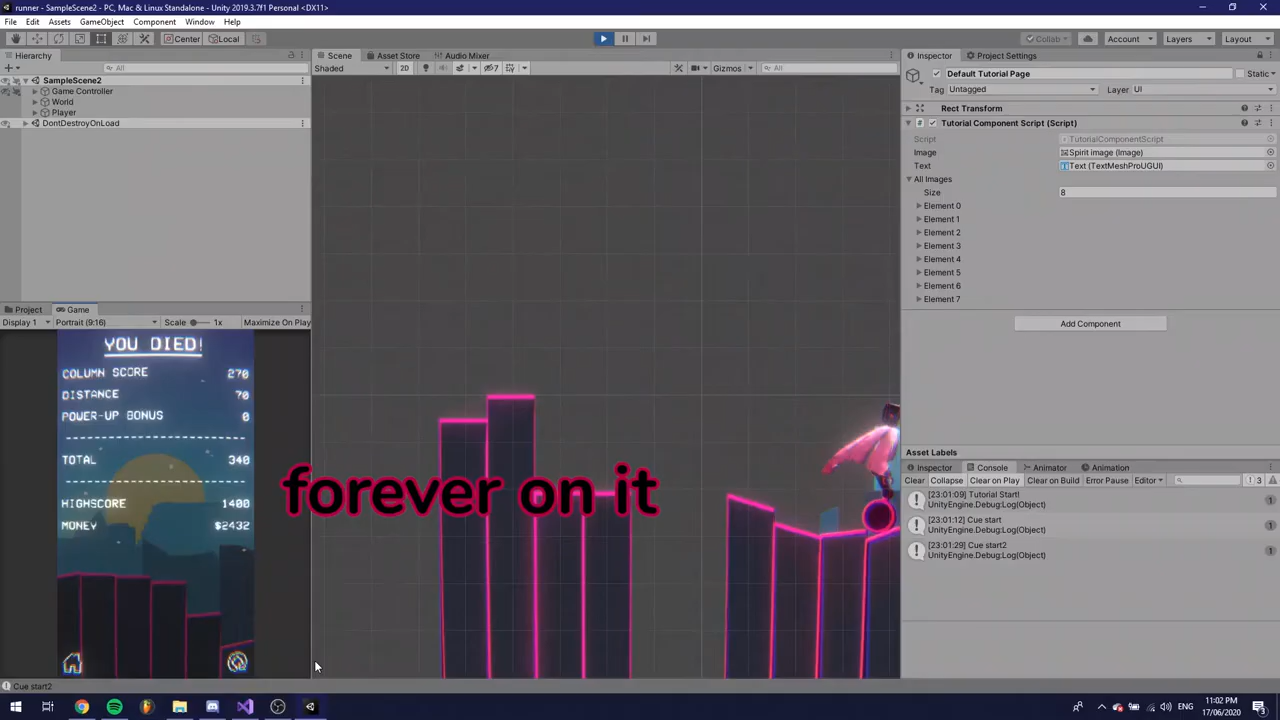 runner - SampleScene2 - PC, Mac & Linux Standalone - Unity 2019.3.7f1 Personal <DX11>
File Edit Assets GameObject Component Window Help
Center Local Collab Account Layers Layout
Hierarchy
All
SampleScene2
Game Controller
World
Player
DontDestroyOnLoad
Scene Asset Store Audio Mixer
Shaded 2D 7 Gizmos All
Project Game
Display 1 Portrait (9:16) Scale 1x Maximize On Play
YOU DIED!
COLUMN SCORE 270
DISTANCE 70
POWER-UP BONUS 0
TOTAL 340
HIGHSCORE 1400
MONEY $2432
forever on it
Inspector Project Settings
Default Tutorial Page Static
Tag Untagged Layer UI
Rect Transform
Tutorial Component Script (Script)
Script TutorialComponentScript
Image Spirit image (Image)
Text Text (TextMeshProUGUI)
All Images
Size 8
Element 0
Element 1
Element 2
Element 3
Element 4
Element 5
Element 6
Element 7
Add Component
Asset Labels
Inspector Console Animator Animation
Clear Collapse Clear on Play Clear on Build Error Pause Editor 3
[23:01:09] Tutorial Start!
UnityEngine.Debug:Log(Object)
1
[23:01:12] Cue start
UnityEngine.Debug:Log(Object)
1
[23:01:29] Cue start2
UnityEngine.Debug:Log(Object)
1
Cue start2
ENG
11:02 PM
17/06/2020
3